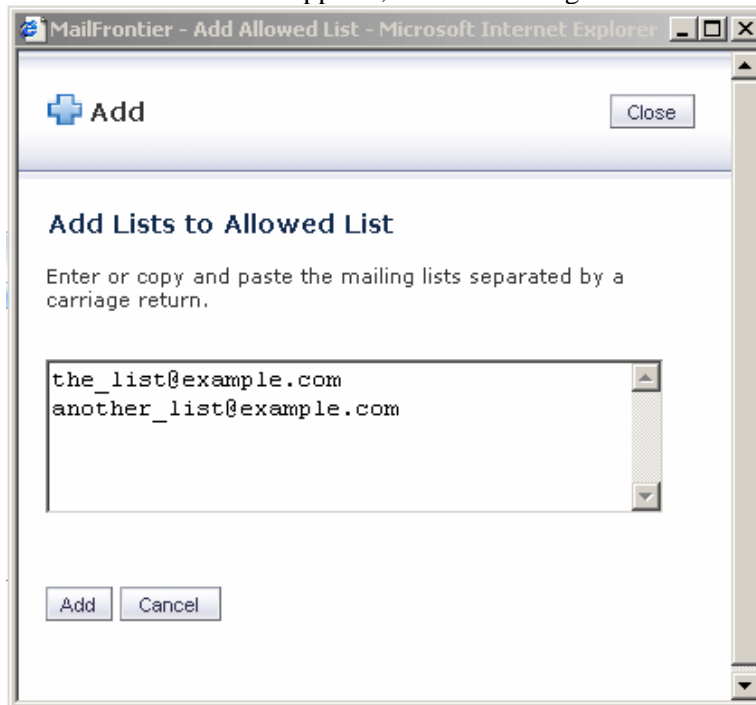 MailFrontier - Add Allowed List - Microsoft Internet Explorer
Add
Close
Add Lists to Allowed List
Enter or copy and paste the mailing lists separated by a
carriage return.
the_list@example.com
another_list@example.com
Add
Cancel